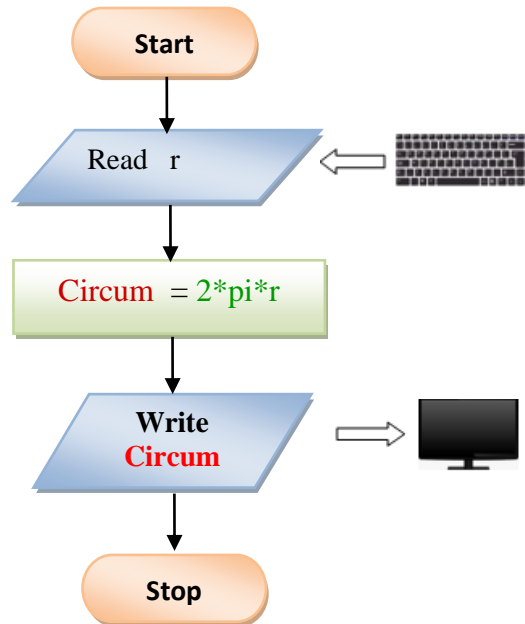 Start
Read r
Circum = 2*pi*r
Write
Circum
Stop